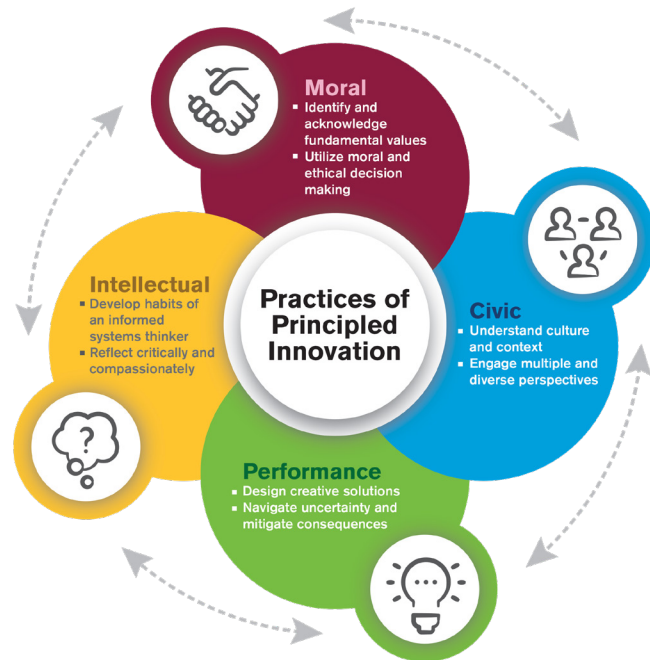 Moral
▪ Identify and
acknowledge
fundamental values
▪ Utilize moral and
ethical decision
making
Intellectual
▪ Develop habits of
an informed
systems thinker
▪ Reflect critically and
compassionately
Practices of
Principled
Innovation
Civic
▪ Understand culture
and context
▪ Engage multiple and
diverse perspectives
Performance
▪ Design creative solutions
▪ Navigate uncertainty and
mitigate consequences
?